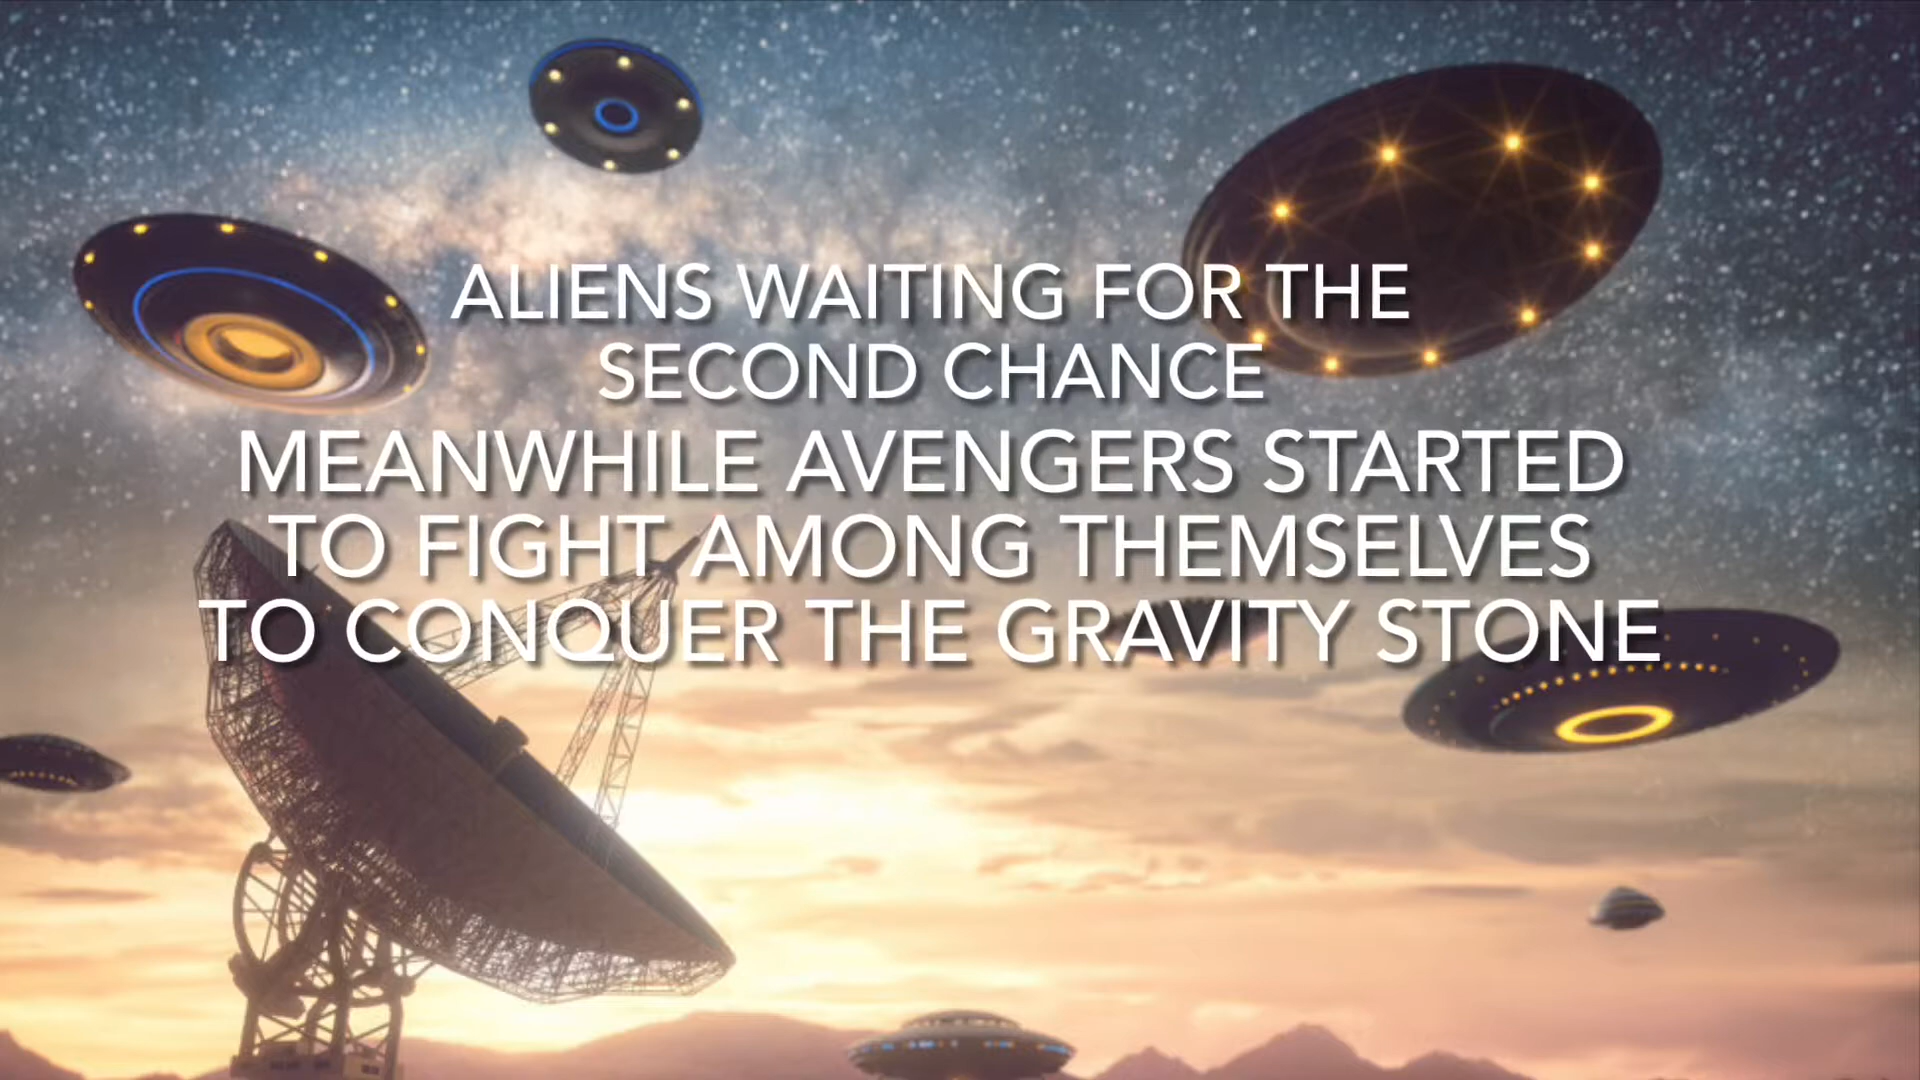 ALIENS WAITING FOR THE
SECOND CHANCE
MEANWHILE AVENGERS STARTED
TO FIGHT AMONG THEMSELVES
TO CONQUER THE GRAVITY STONE